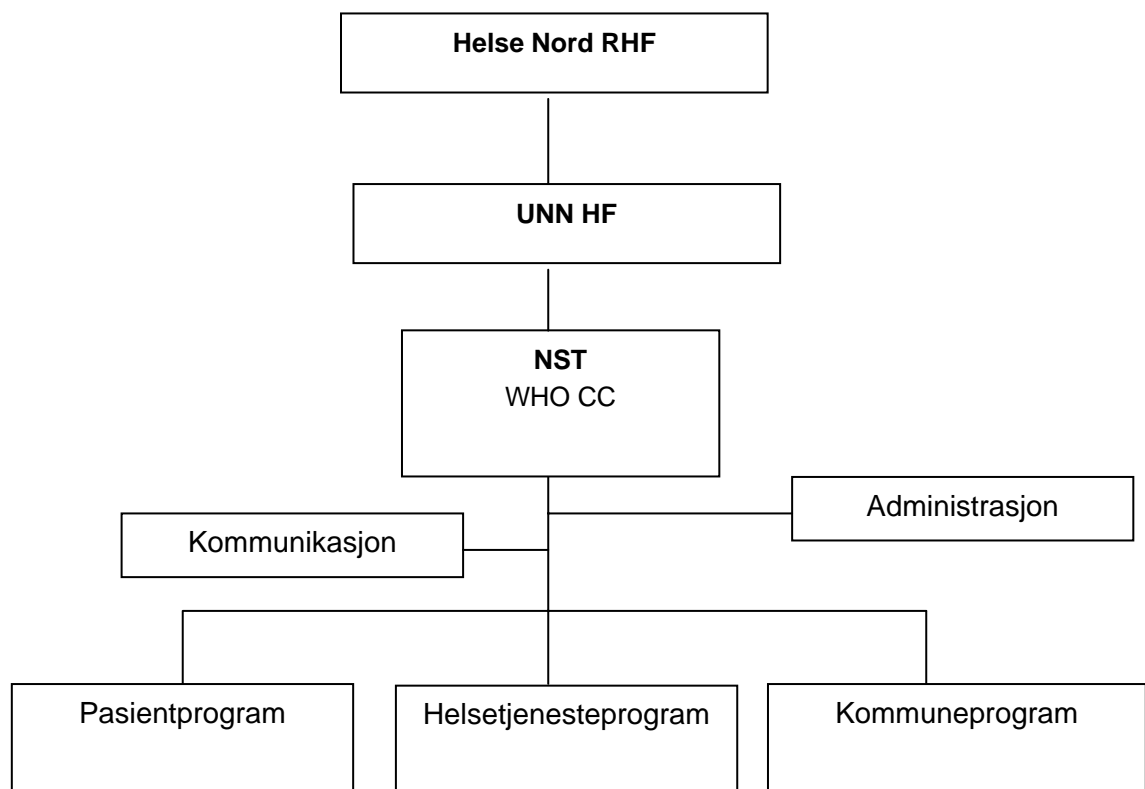 Helse Nord RHF
UNN HF
NST
WHO CC
Administrasjon
Kommunikasjon
Pasientprogram
Helsetjenesteprogram
Kommuneprogram